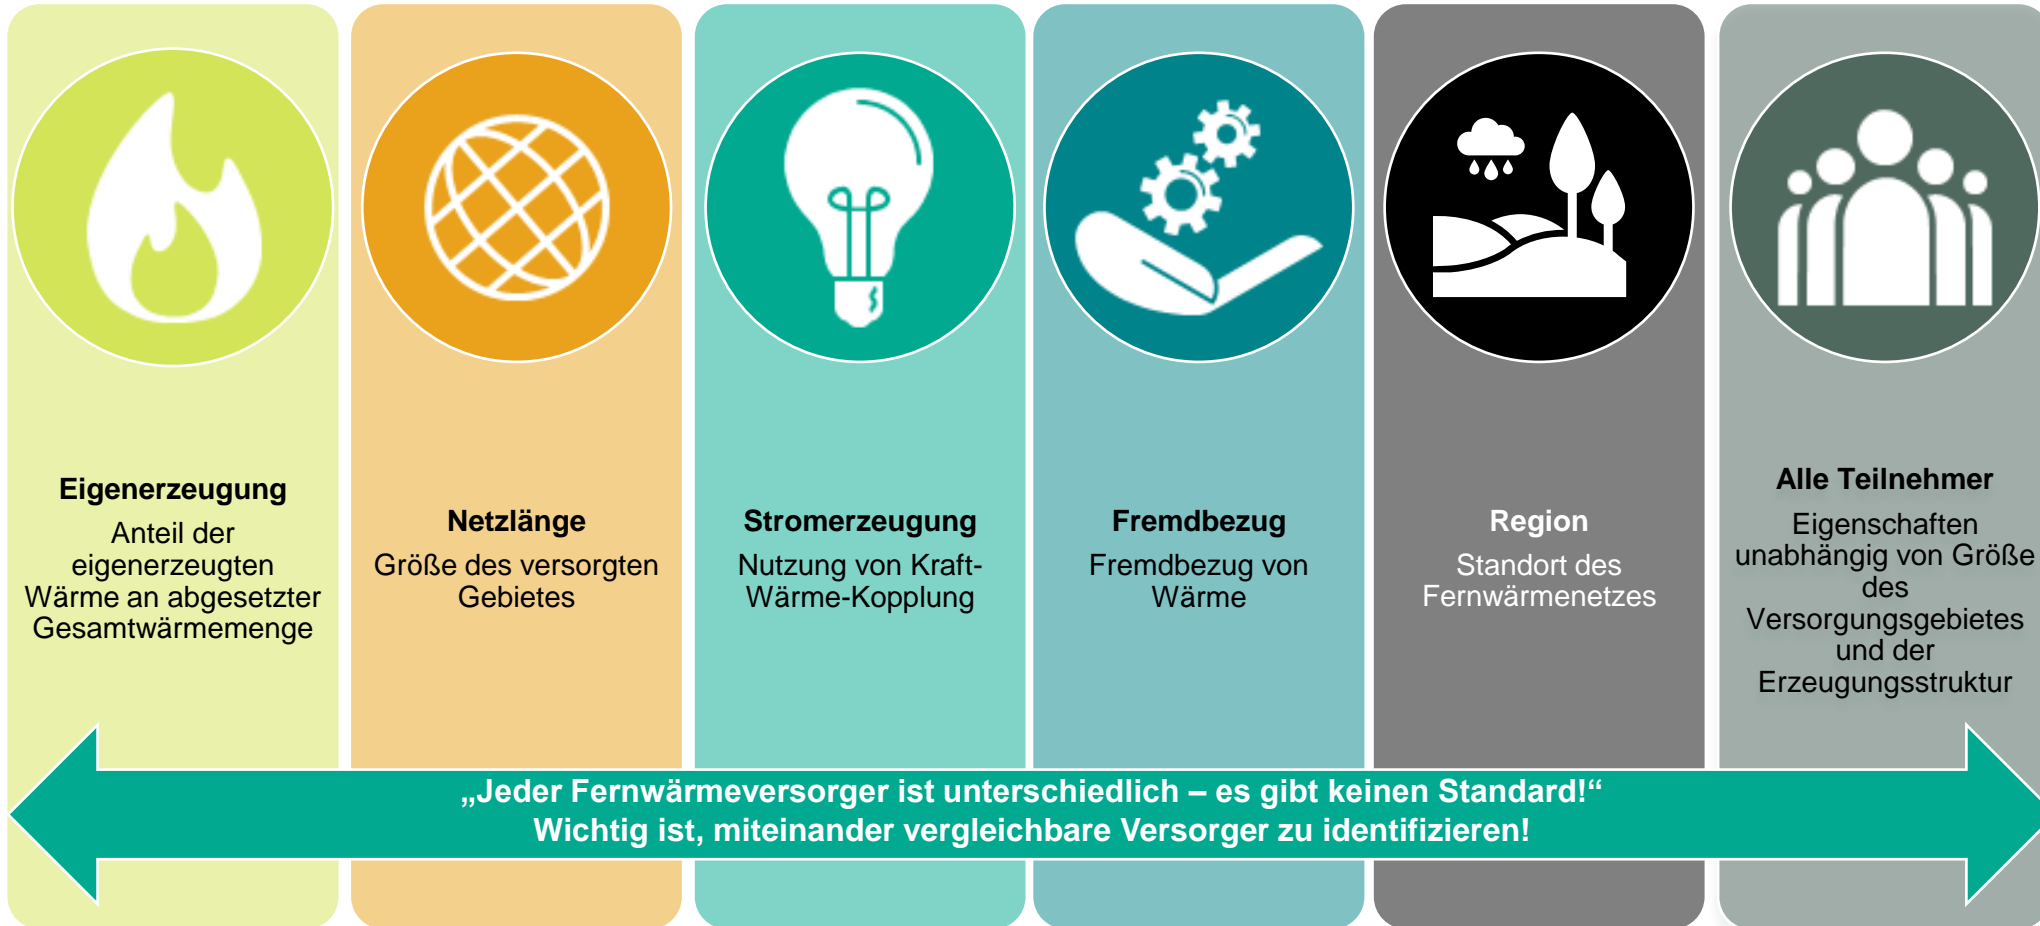 Eigenerzeugung
Anteil der
eigenerzeugten
Wärme an abgesetzter
Gesamtwärmemenge
Netzlänge
Größe des versorgten
Gebietes
Stromerzeugung
Nutzung von Kraft-
Wärme-Kopplung
Fremdbezug
Fremdbezug von
Wärme
Region
Standort des
Fernwärmenetzes
Alle Teilnehmer
Eigenschaften
unabhängig von Größe
des
Versorgungsgebietes
und der
Erzeugungsstruktur
„Jeder Fernwärmeversorger ist unterschiedlich – es gibt keinen Standard!“
Wichtig ist, miteinander vergleichbare Versorger zu identifizieren!